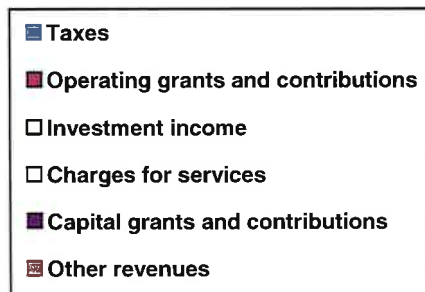 Taxes
Operating grants and contributions
Investment income
Charges for services
Capital grants and contributions
Other revenues